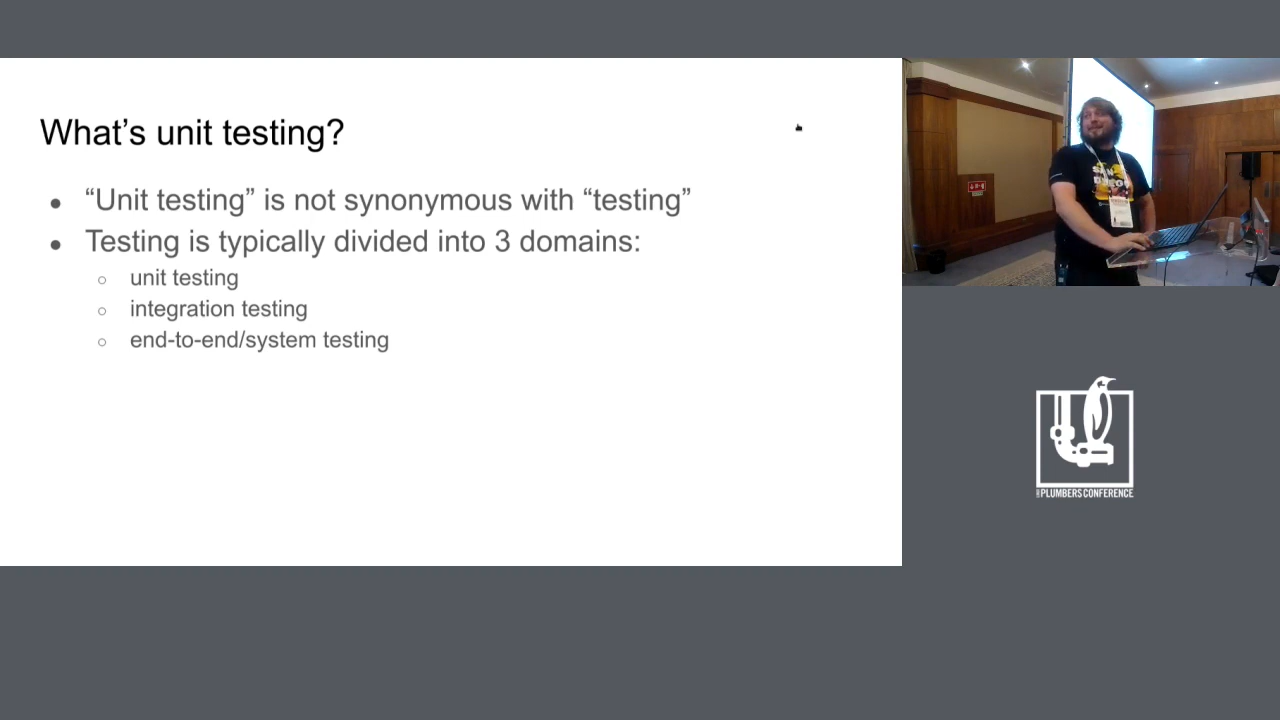 What’s unit testing?
● “Unit testing” is not synonymous with “testing”
● Testing is typically divided into 3 domains:
○ unit testing
○ integration testing
○ end-to-end/system testing
PLUMBERS CONFERENCE